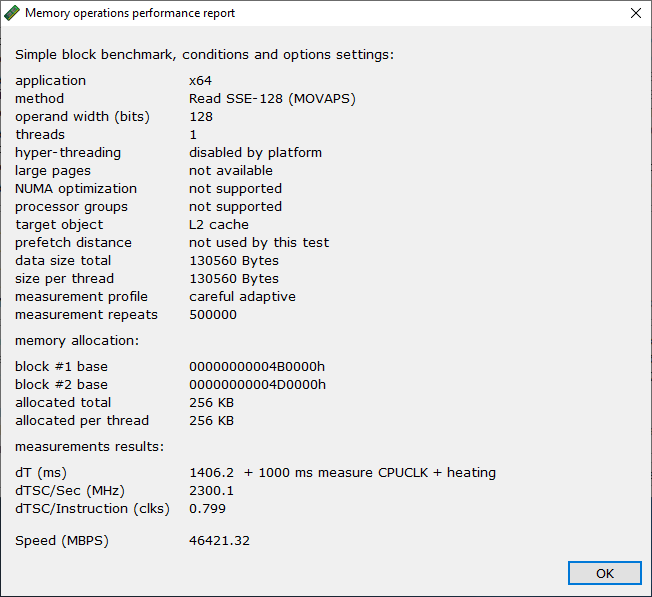 Memory operations performance report
Simple block benchmark, conditions and options settings:
application x64
method Read SSE-128 (MOVAPS)
operand width (bits) 128
threads 1
hyper-threading disabled by platform
large pages not available
NUMA optimization not supported
processor groups not supported
target object L2 cache
prefetch distance not used by this test
data size total 130560 Bytes
size per thread 130560 Bytes
measurement profile careful adaptive
measurement repeats 500000
memory allocation:
block #1 base 00000000004B0000h
block #2 base 00000000004D0000h
allocated total 256 KB
allocated per thread 256 KB
measurements results:
dT (ms) 1406.2 + 1000 ms measure CPUCLK + heating
dTSC/Sec (MHz) 2300.1
dTSC/Instruction (clks) 0.799
Speed (MBPS) 46421.32
OK